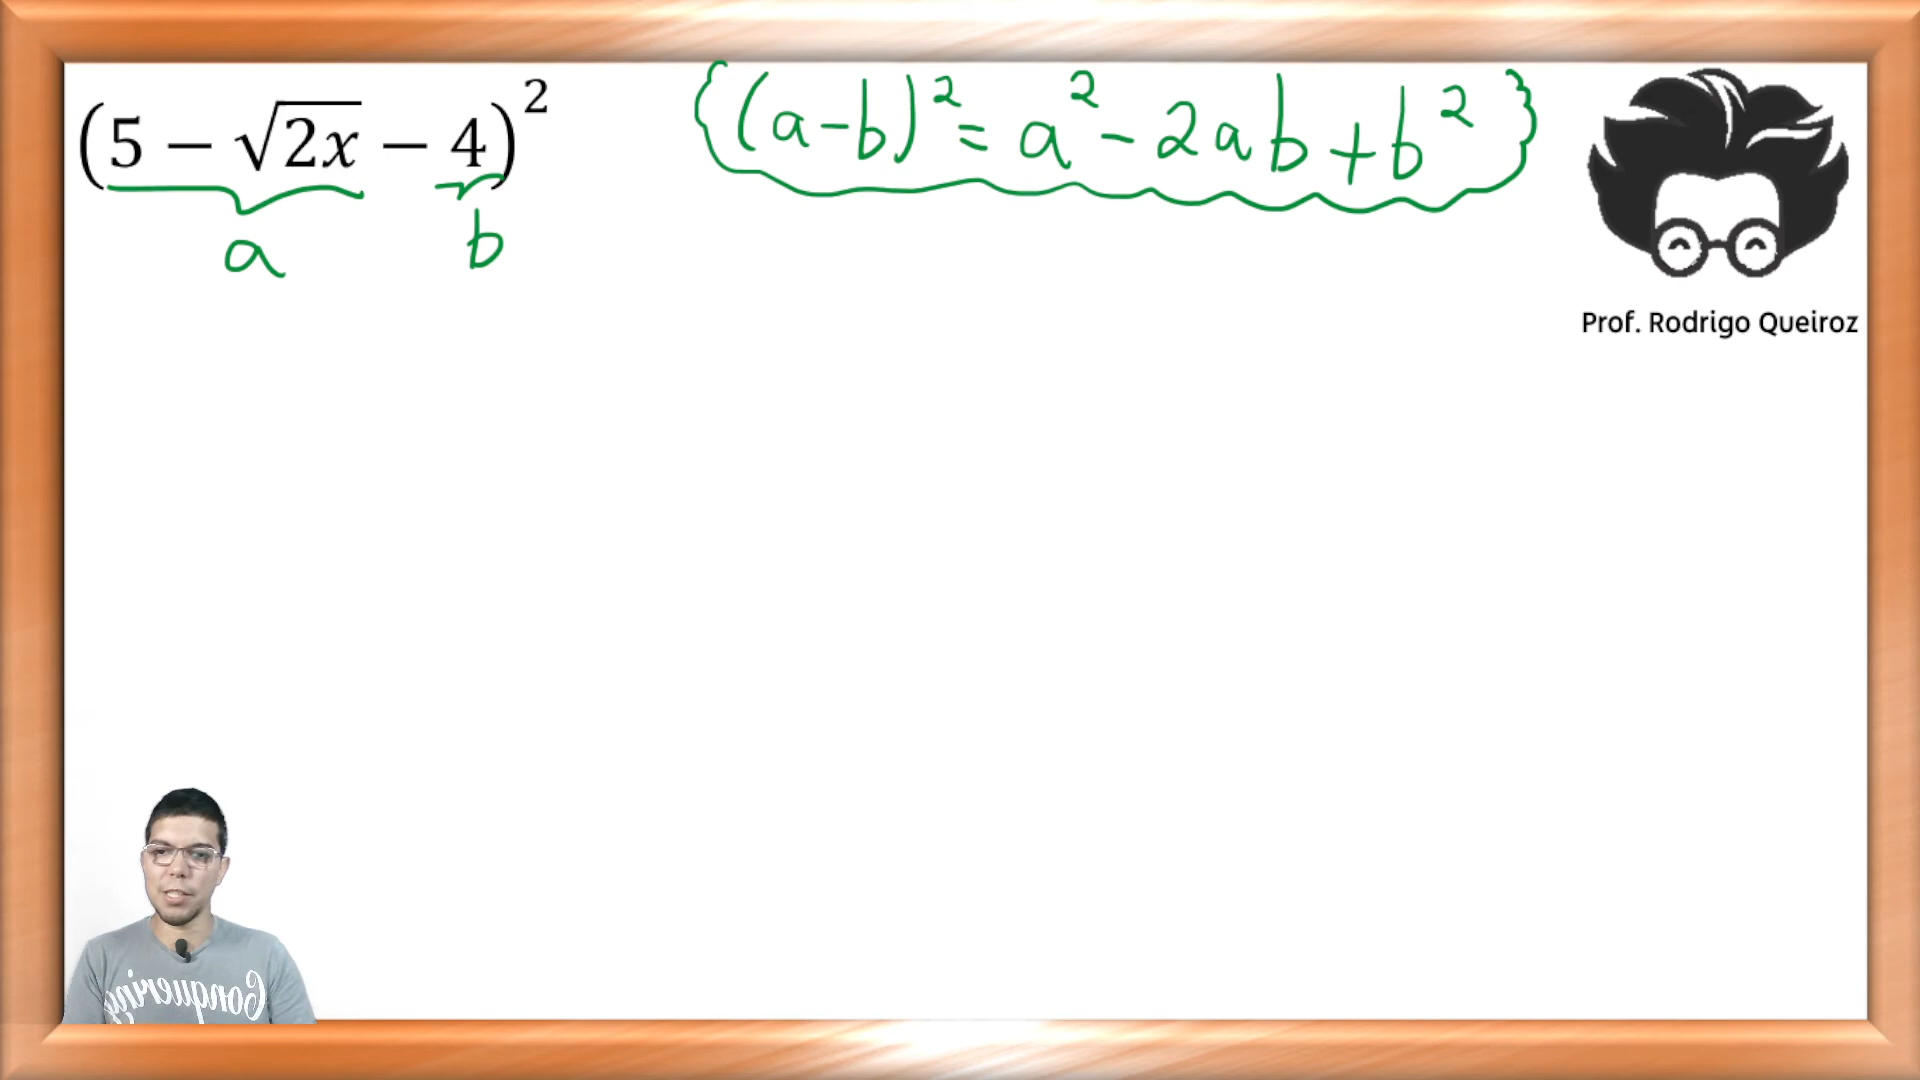 (5 − √2x − 4)² {(a-b)² = a² - 2ab + b²}
a b
Prof. Rodrigo Queiroz
Conquering